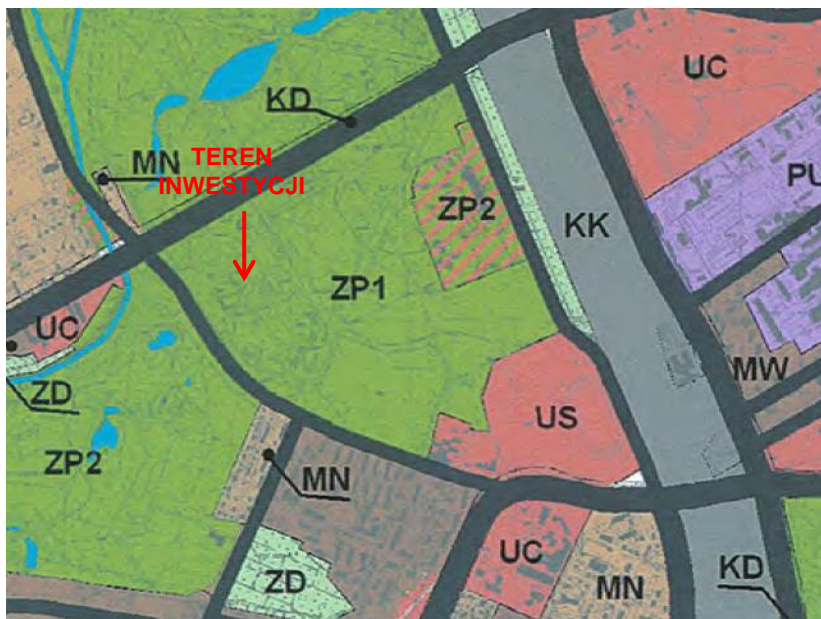 UC
KD
MN
TEREN
INWESTYCJI
PU
ZP2
KK
ZP1
UC
MW
ZD
US
ZP2
MN
UC
ZD
MN
KD